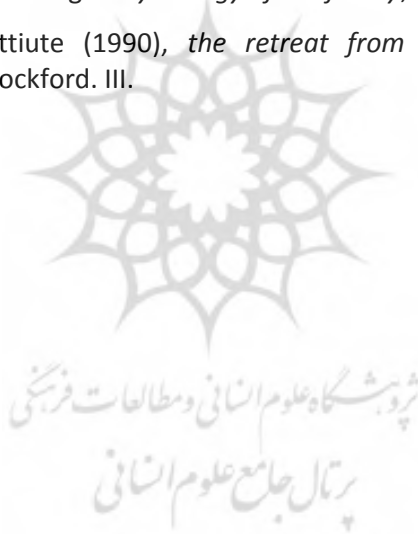 ttiute (1990), the retreat from
ockford. III.
پژوهشگاه علوم انسانی و مطالعات فرهنگی
پرتال جامع علوم انسانی